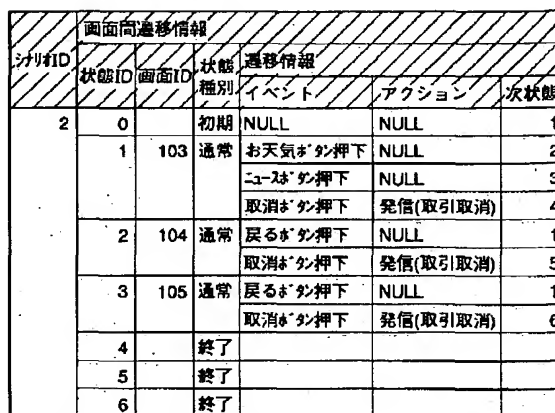 画面間遷移情報
シナリオID 状態ID 画面ID 状態種別 遷移情報
イベント アクション 次状態
2 0 初期 NULL NULL 1
1 103 通常 お天気ボタン押下 NULL 2
ニュースボタン押下 NULL 3
取消ボタン押下 発信(取引取消) 4
2 104 通常 戻るボタン押下 NULL 1
取消ボタン押下 発信(取引取消) 5
3 105 通常 戻るボタン押下 NULL 1
取消ボタン押下 発信(取引取消) 6
4 終了
5 終了
6 終了